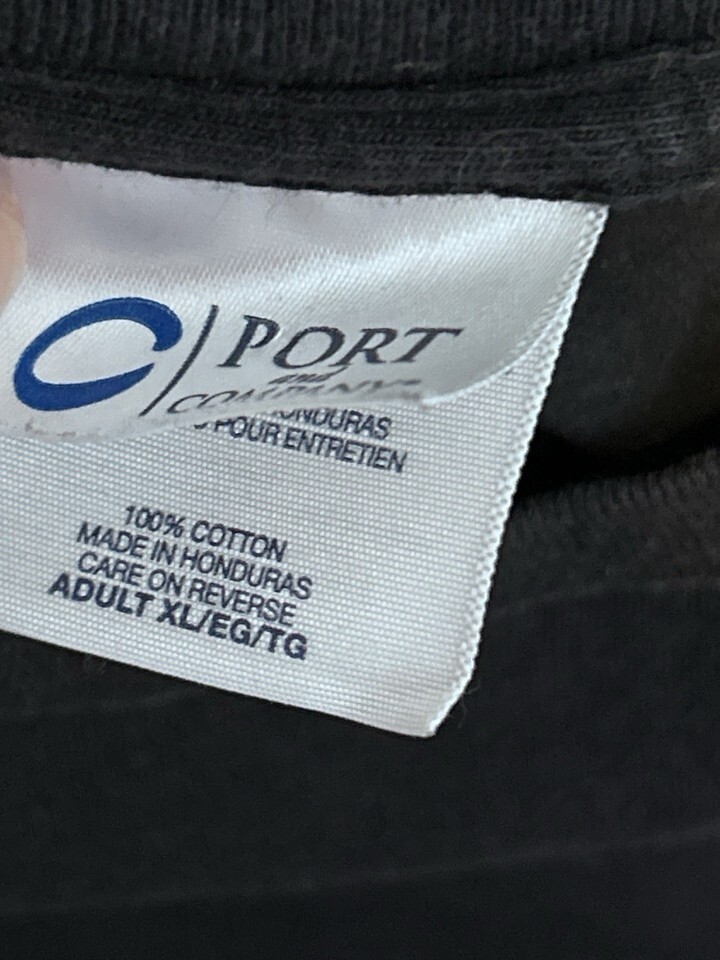 PORT
and
COMPANY
HONDURAS
POUR ENTRETIEN
100% COTTON
MADE IN HONDURAS
CARE ON REVERSE
ADULT XL/EG/TG